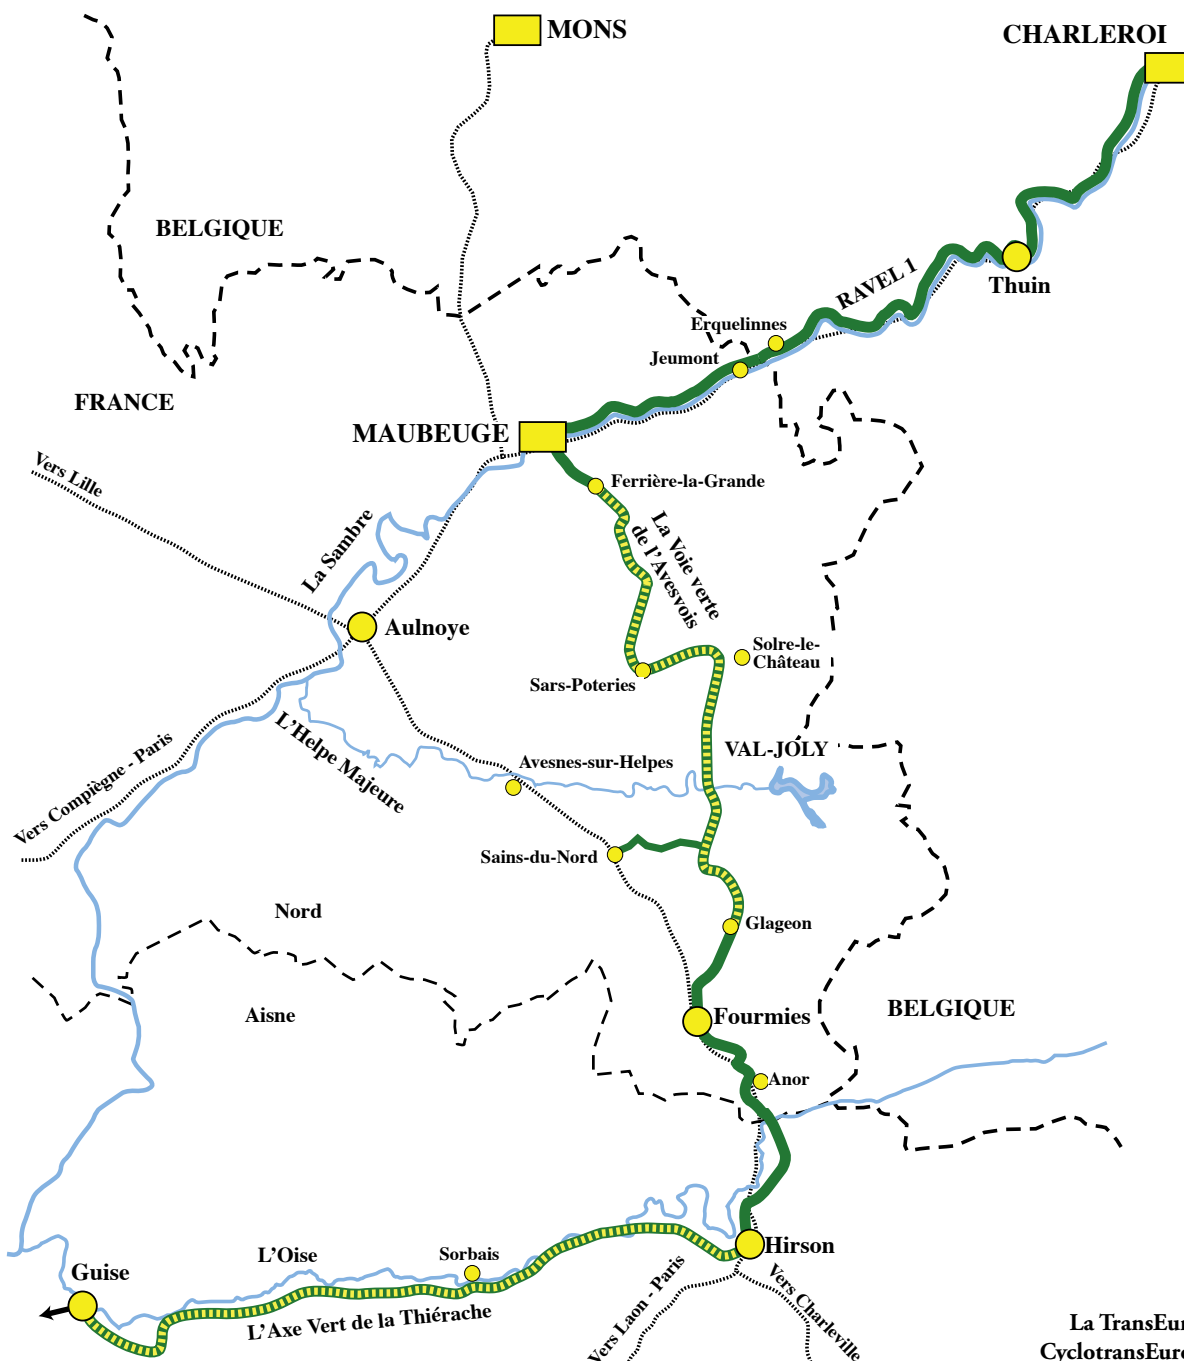 MONS
CHARLEROI
BELGIQUE
RAVEL 1
Thuin
Erquelinnes
Jeumont
FRANCE
MAUBEUGE
Vers Lille
Ferrière-la-Grande
La Sambre
La Voie verte
de l'Avesvois
Aulnoye
Solre-le-
Château
Sars-Poteries
L'Helpe Majeure
VAL-JOLY
Vers Compiègne - Paris
Avesnes-sur-Helpes
Sains-du-Nord
Nord
Glageon
Aisne
Fourmies
BELGIQUE
Anor
Hirson
L'Oise
Sorbais
Guise
L'Axe Vert de la Thiérache
Vers Laon - Paris
Vers Charleville
La TransEur
CyclotransEuro